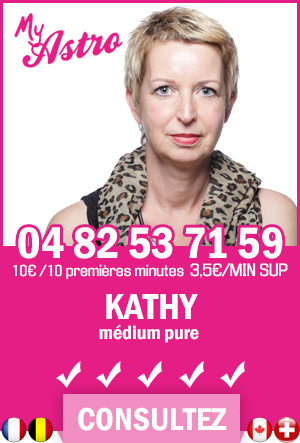 My
Astro
04 82 53 71 59
10€ /10 premières minutes 3,5€/MIN SUP
KATHY
médium pure
CONSULTEZ